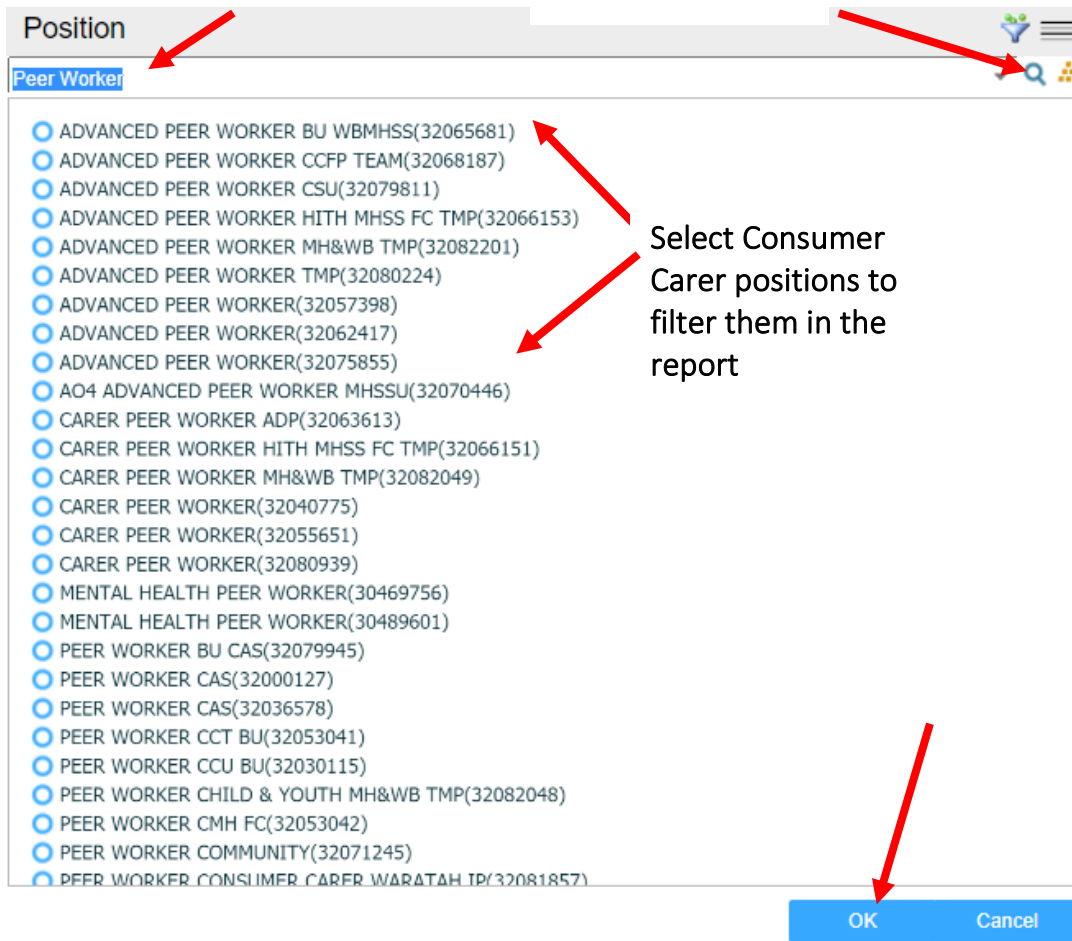 Position
Peer Worker
ADVANCED PEER WORKER BU WBMHSS(32065681)
ADVANCED PEER WORKER CCFP TEAM(32068187)
ADVANCED PEER WORKER CSU(32079811)
ADVANCED PEER WORKER HITH MHSS FC TMP(32066153)
ADVANCED PEER WORKER MH&WB TMP(32082201)
ADVANCED PEER WORKER TMP(32080224)
ADVANCED PEER WORKER(32057398)
ADVANCED PEER WORKER(32062417)
ADVANCED PEER WORKER(32075855)
AO4 ADVANCED PEER WORKER MHSSU(32070446)
CARER PEER WORKER ADP(32063613)
CARER PEER WORKER HITH MHSS FC TMP(32066151)
CARER PEER WORKER MH&WB TMP(32082049)
CARER PEER WORKER(32040775)
CARER PEER WORKER(32055651)
CARER PEER WORKER(32080939)
MENTAL HEALTH PEER WORKER(30469756)
MENTAL HEALTH PEER WORKER(30489601)
PEER WORKER BU CAS(32079945)
PEER WORKER CAS(32000127)
PEER WORKER CAS(32036578)
PEER WORKER CCT BU(32053041)
PEER WORKER CCU BU(32030115)
PEER WORKER CHILD & YOUTH MH&WB TMP(32082048)
PEER WORKER CMH FC(32053042)
PEER WORKER COMMUNITY(32071245)
PEER WORKER CONSUMER CARER WARATAH IP(32081857)
Select Consumer
Carer positions to
filter them in the
report
OK
Cancel